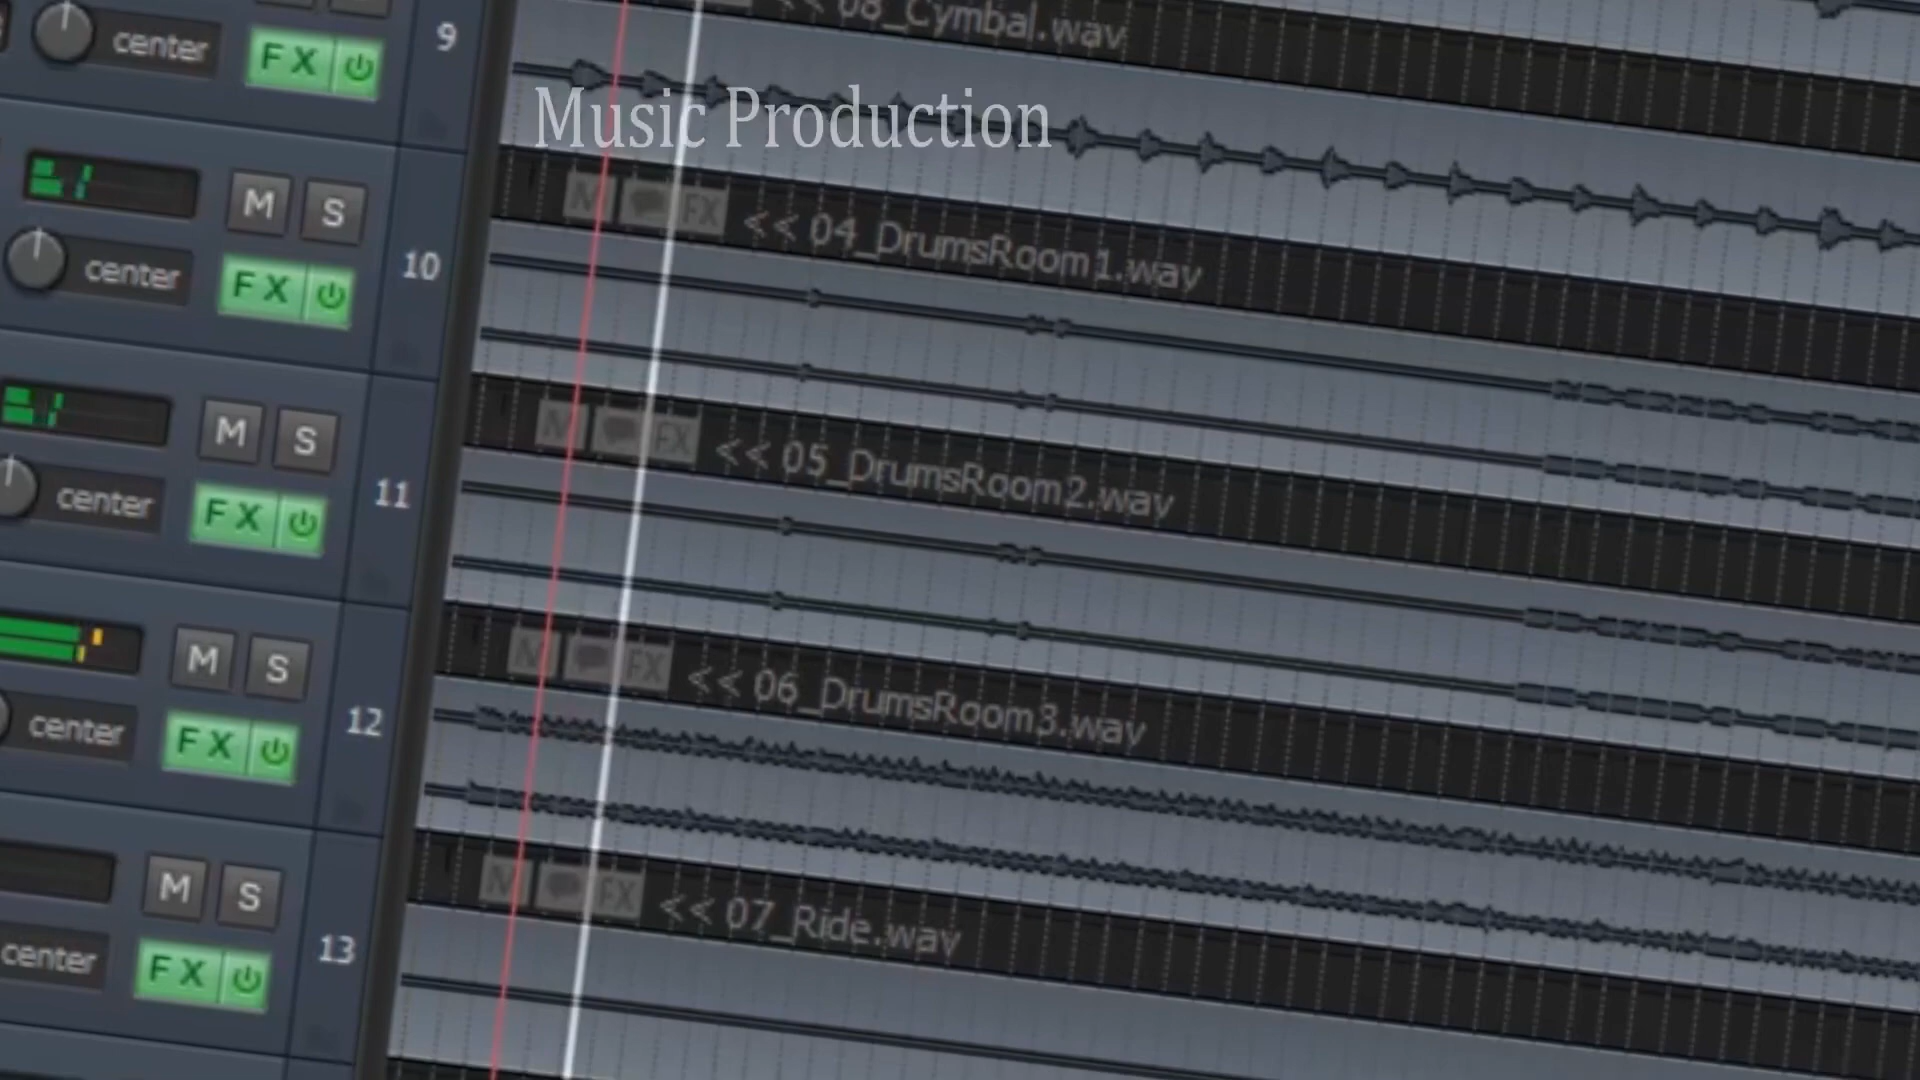 08_Cymbal.wav
center FX 9
Music Production
M S
FX << 04_DrumsRoom1.wav
center FX 10
M S
FX << 05_DrumsRoom2.wav
center FX 11
M S
FX << 06_DrumsRoom3.wav
center FX 12
M S
FX << 07_Ride.wav
center FX 13